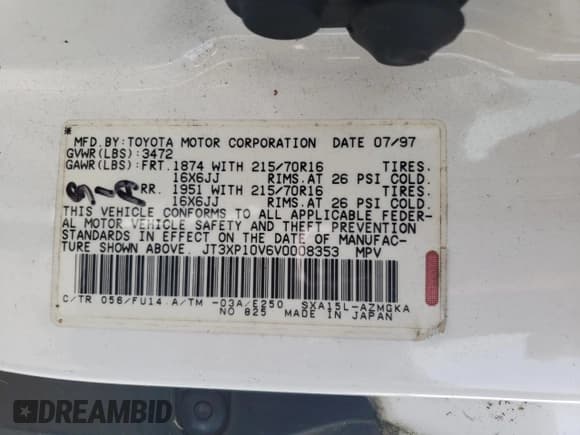 *
MFD.BY:TOYOTA MOTOR CORPORATION DATE 07/97
GVWR(LBS):3472
GAWR(LBS):FRT. 1874 WITH 215/70R16 TIRES.
16X6JJ RIMS.AT 26 PSI COLD.
RR. 1951 WITH 215/70R16 TIRES.
16X6JJ RIMS.AT 26 PSI COLD.
THIS VEHICLE CONFORMS TO ALL APPLICABLE FEDER-
AL MOTOR VEHICLE SAFETY AND THEFT PREVENTION
STANDARDS IN EFFECT ON THE DATE OF MANUFAC-
TURE SHOWN ABOVE. JT3XP10V6V0008353 MPV
C/TR 056/FU14 A/TM -03A/E250 SXA15L-AZMGKA
NO 825 MADE IN JAPAN
DREAMBID